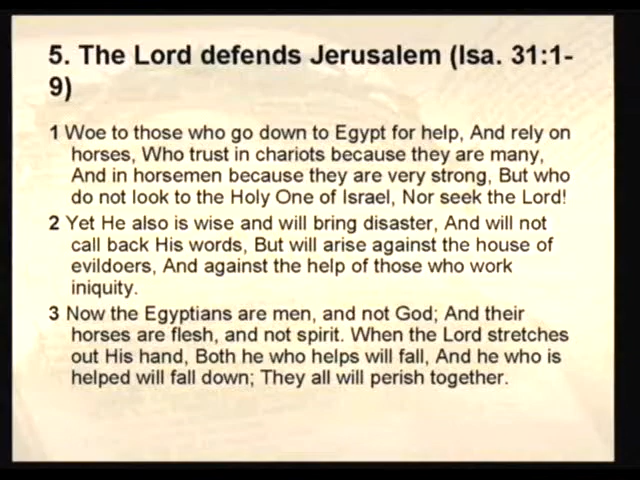 5. The Lord defends Jerusalem (Isa. 31:1-
9)
1 Woe to those who go down to Egypt for help, And rely on
horses, Who trust in chariots because they are many,
And in horsemen because they are very strong, But who
do not look to the Holy One of Israel, Nor seek the Lord!
2 Yet He also is wise and will bring disaster, And will not
call back His words, But will arise against the house of
evildoers, And against the help of those who work
iniquity.
3 Now the Egyptians are men, and not God; And their
horses are flesh, and not spirit. When the Lord stretches
out His hand, Both he who helps will fall, And he who is
helped will fall down; They all will perish together.